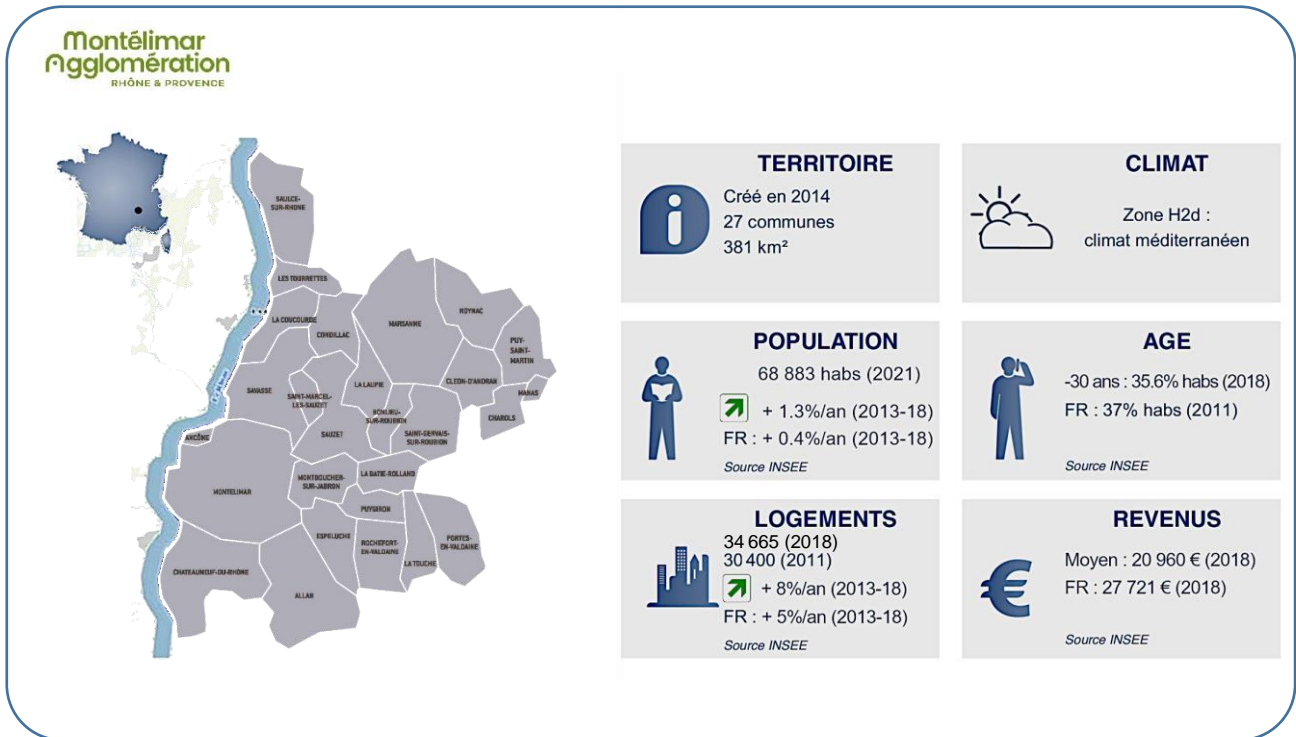 Montélimar
Agglomération
RHÔNE & PROVENCE
SAULCE-
SUR-RHONE
LES TOURRETTES
LA COUCOURDE
CONDILLAC
MARSANNE
ROYNAC
PUY-
SAINT-
MARTIN
CLEON-D'ANDRAN
MANAS
CHAROLS
SAVASSE
SAINT-MARCEL-
LES-SAUZET
LA LAUPIE
BONLIEU-
SUR-ROUBION
SAUZET
SAINT-GERVAIS-
SUR-ROUBION
ANCÔNE
MONTELIMAR
MONTBOUCHER-
SUR-JABRON
LA BATIE-ROLLAND
PUYGIRON
ESPELUCHE
ROCHEFORT-
EN-VALDAINE
LA TOUCHE
PORTES-
EN-VALDAINE
CHATEAUNEUF-DU-RHÔNE
ALLAN
TERRITOIRE
Créé en 2014
27 communes
381 km²
CLIMAT
Zone H2d :
climat méditerranéen
POPULATION
68 883 habs (2021)
+ 1.3%/an (2013-18)
FR : + 0.4%/an (2013-18)
Source INSEE
AGE
-30 ans : 35.6% habs (2018)
FR : 37% habs (2011)
Source INSEE
LOGEMENTS
34 665 (2018)
30 400 (2011)
+ 8%/an (2013-18)
FR : + 5%/an (2013-18)
Source INSEE
REVENUS
Moyen : 20 960 € (2018)
FR : 27 721 € (2018)
Source INSEE